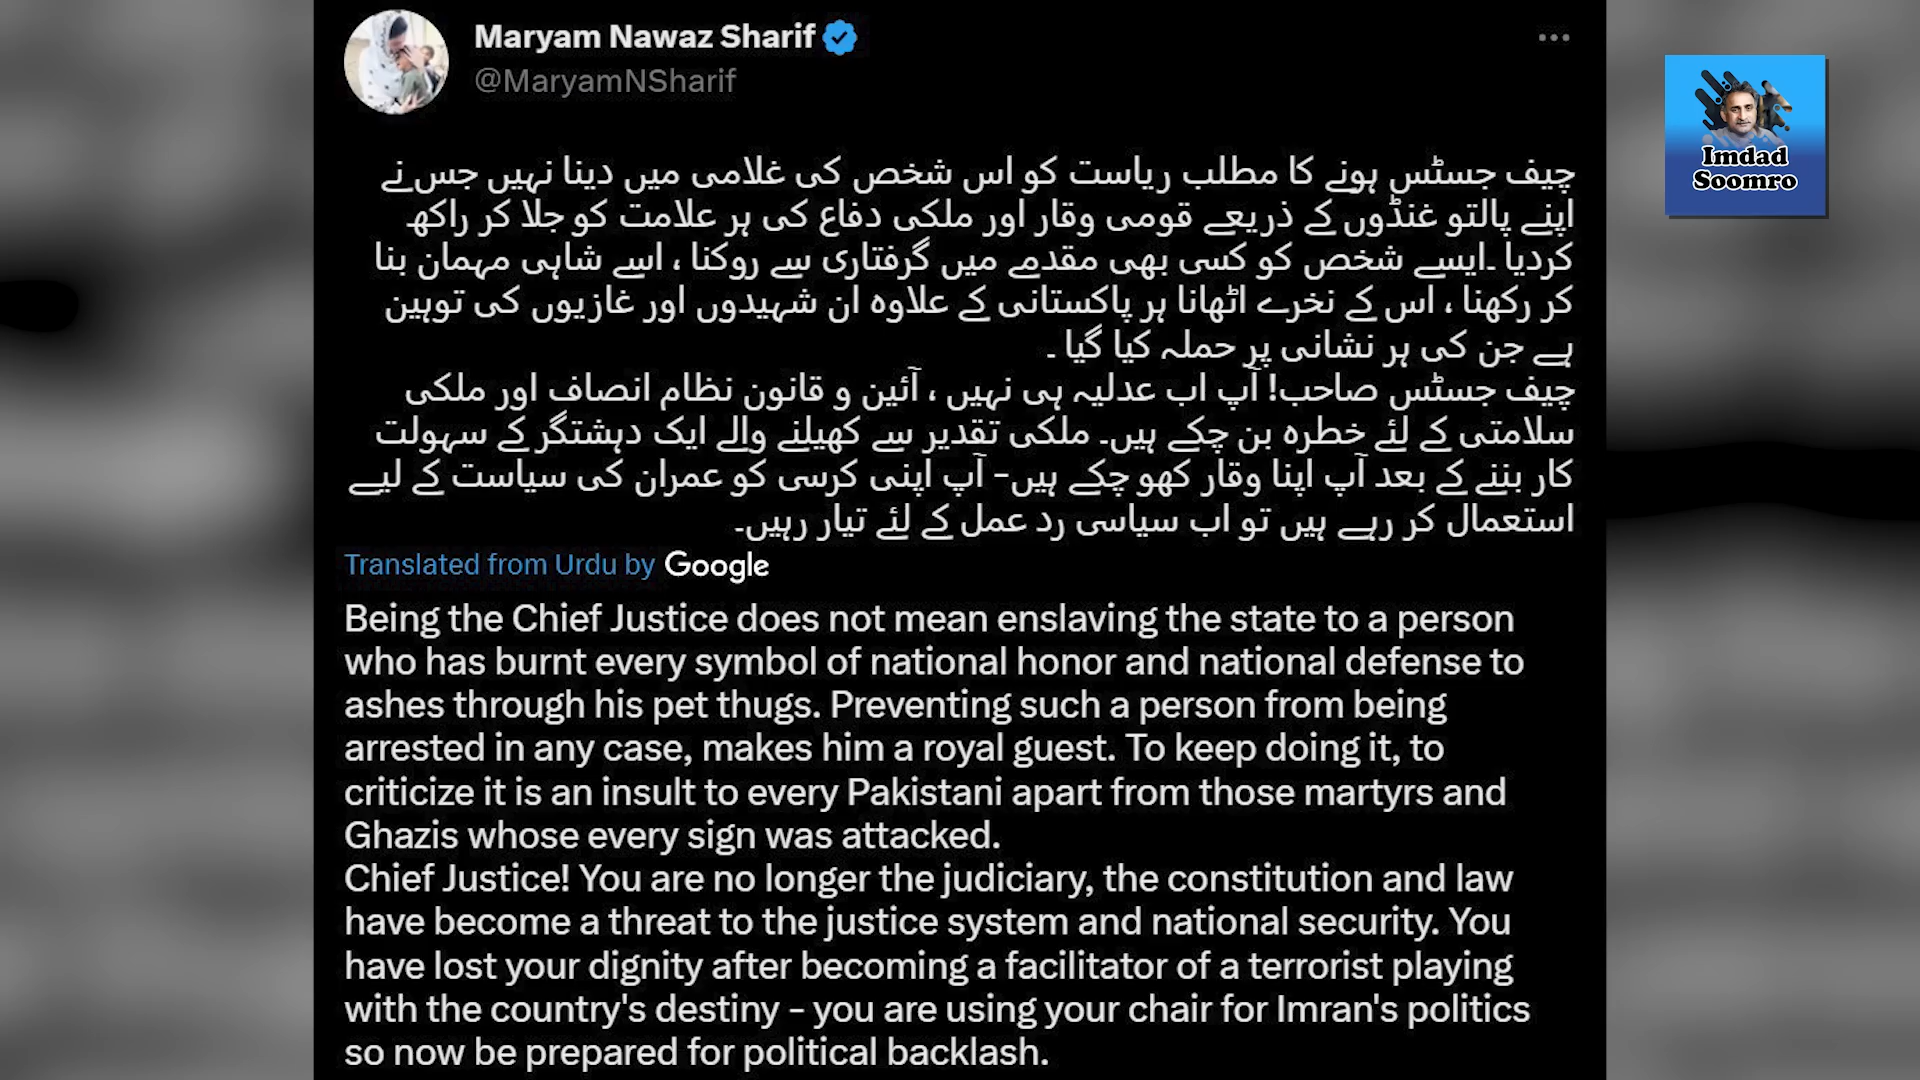 Maryam Nawaz Sharif
@MaryamNSharif
چیف جسٹس ہونے کا مطلب ریاست کو اس شخص کی غلامی میں دینا نہیں جس نے
اپنے پالتو غنڈوں کے ذریعے قومی وقار اور ملکی دفاع کی ہر علامت کو جلا کر راکھ
کردیا ۔ایسے شخص کو کسی بھی مقدمے میں گرفتاری سے روکنا ، اسے شاہی مہمان بنا
کر رکھنا ، اس کے نخرے اٹھانا ہر پاکستانی کے علاوہ ان شہیدوں اور غازیوں کی توہین
ہے جن کی ہر نشانی پر حملہ کیا گیا ۔
چیف جسٹس صاحب! آپ اب عدلیہ ہی نہیں ، آئین و قانون نظام انصاف اور ملکی
سلامتی کے لئے خطرہ بن چکے ہیں۔ ملکی تقدیر سے کھیلنے والے ایک دہشتگر کے سہولت
کار بننے کے بعد آپ اپنا وقار کھو چکے ہیں- آپ اپنی کرسی کو عمران کی سیاست کے لیے
استعمال کر رہے ہیں تو اب سیاسی رد عمل کے لئے تیار رہیں۔
Translated from Urdu by Google
Being the Chief Justice does not mean enslaving the state to a person
who has burnt every symbol of national honor and national defense to
ashes through his pet thugs. Preventing such a person from being
arrested in any case, makes him a royal guest. To keep doing it, to
criticize it is an insult to every Pakistani apart from those martyrs and
Ghazis whose every sign was attacked.
Chief Justice! You are no longer the judiciary, the constitution and law
have become a threat to the justice system and national security. You
have lost your dignity after becoming a facilitator of a terrorist playing
with the country's destiny – you are using your chair for Imran's politics
so now be prepared for political backlash.
Imdad
Soomro